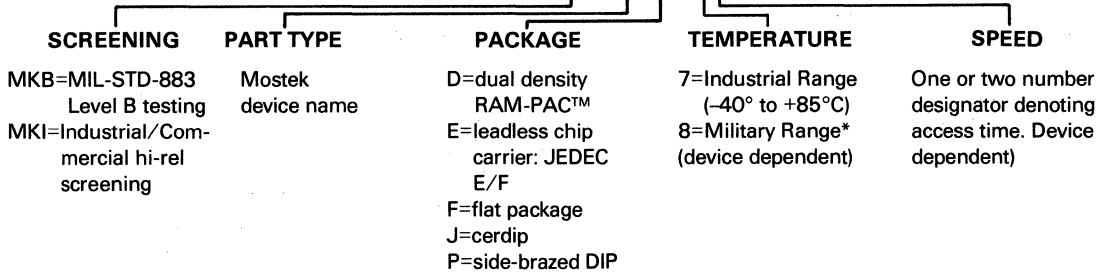 SCREENING
MKB=MIL-STD-883
Level B testing
MKI=Industrial/Com-
mercial hi-rel
screening
PART TYPE
Mostek
device name
PACKAGE
D=dual density
RAM-PAC™
E=leadless chip
carrier: JEDEC
E/F
F=flat package
J=cerdip
P=side-brazed DIP
TEMPERATURE
7=Industrial Range
(–40° to +85°C)
8=Military Range*
(device dependent)
SPEED
One or two number
designator denoting
access time. Device
dependent)